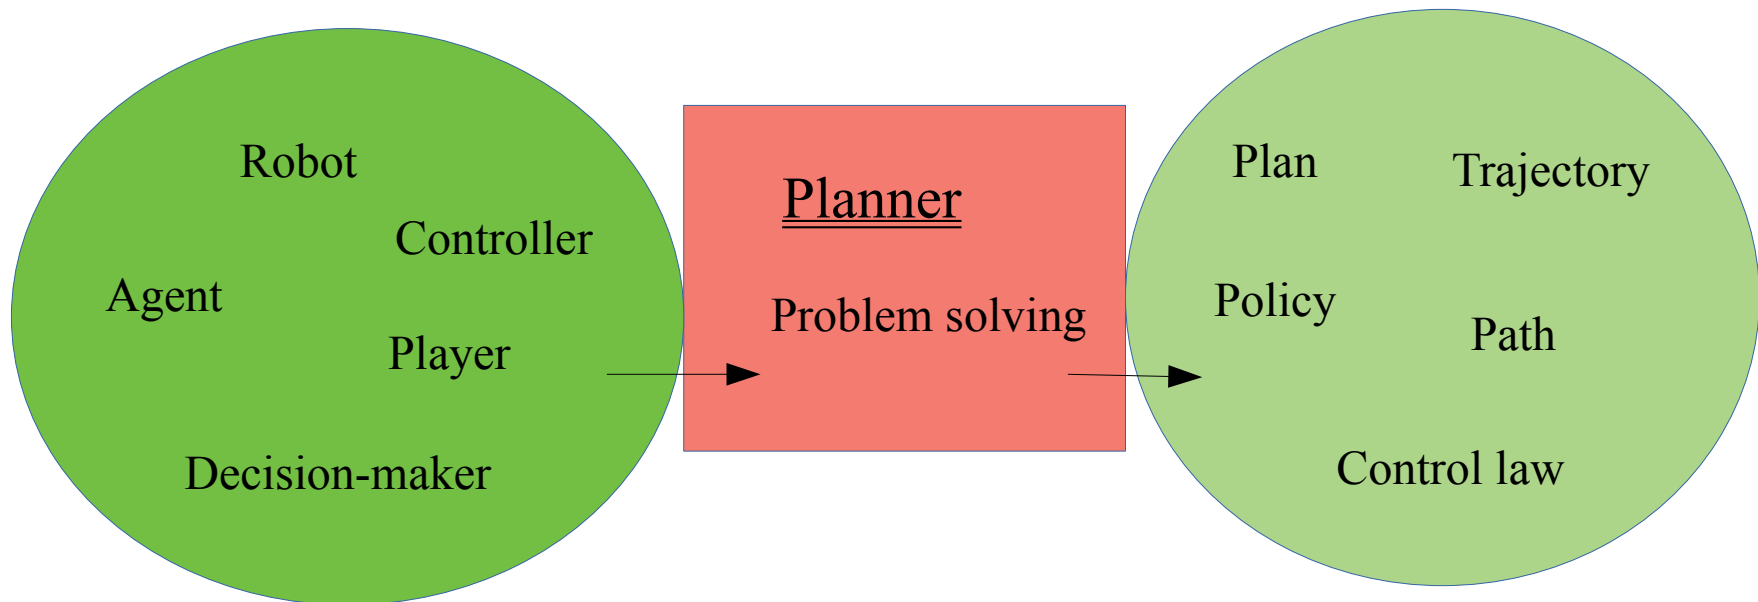 Robot
Controller
Agent
Player
Decision-maker
Planner
Problem solving
Plan
Trajectory
Policy
Path
Control law